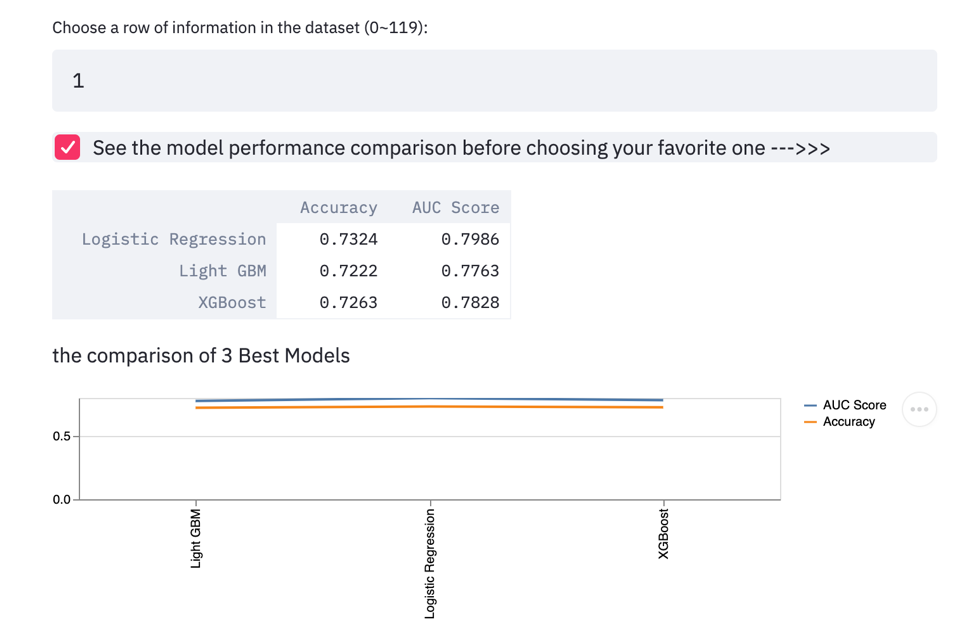 Choose a row of information in the dataset (0~119):
1
See the model performance comparison before choosing your favorite one --->>>
Accuracy AUC Score
Logistic Regression 0.7324 0.7986
Light GBM 0.7222 0.7763
XGBoost 0.7263 0.7828
the comparison of 3 Best Models
AUC Score
Accuracy
0.5
0.0
Light GBM
Logistic Regression
XGBoost